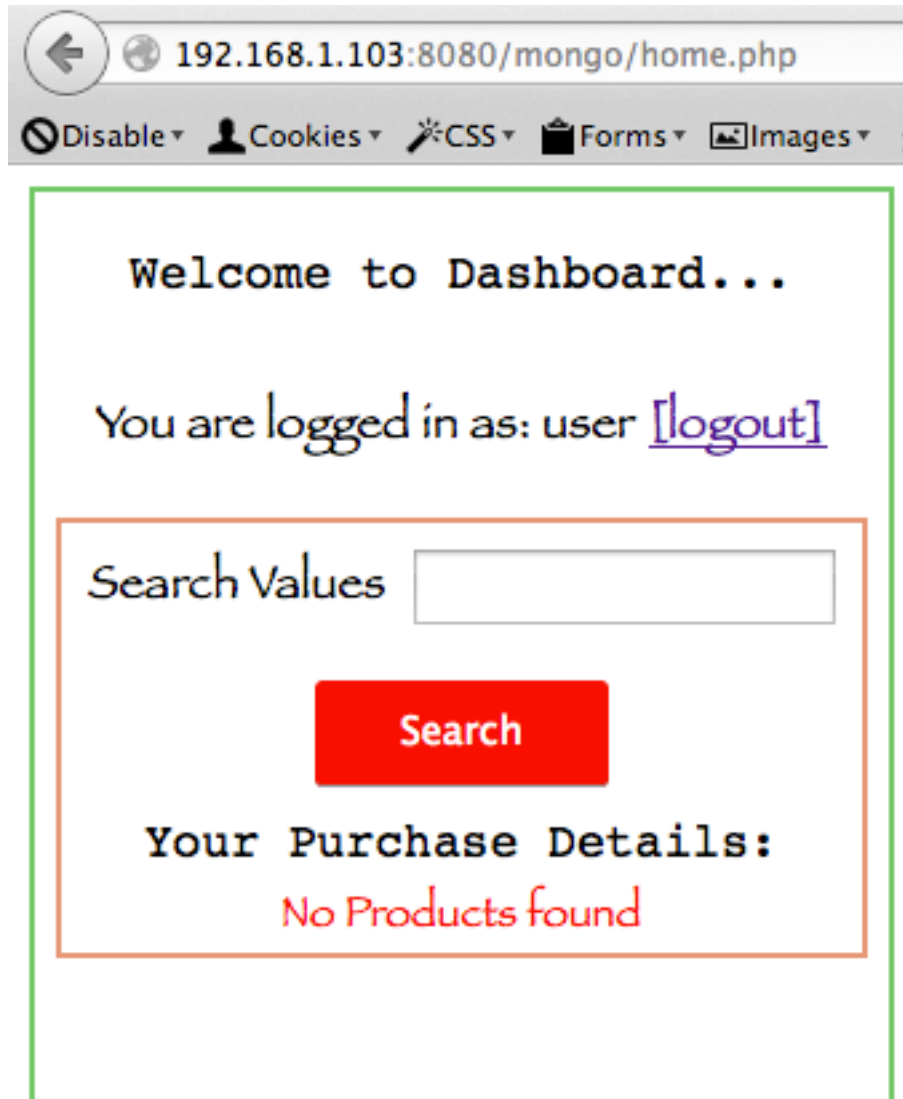 192.168.1.103:8080/mongo/home.php
Disable Cookies CSS Forms Images
Welcome to Dashboard...
You are logged in as: user [logout]
Search Values
Search
Your Purchase Details:
No Products found